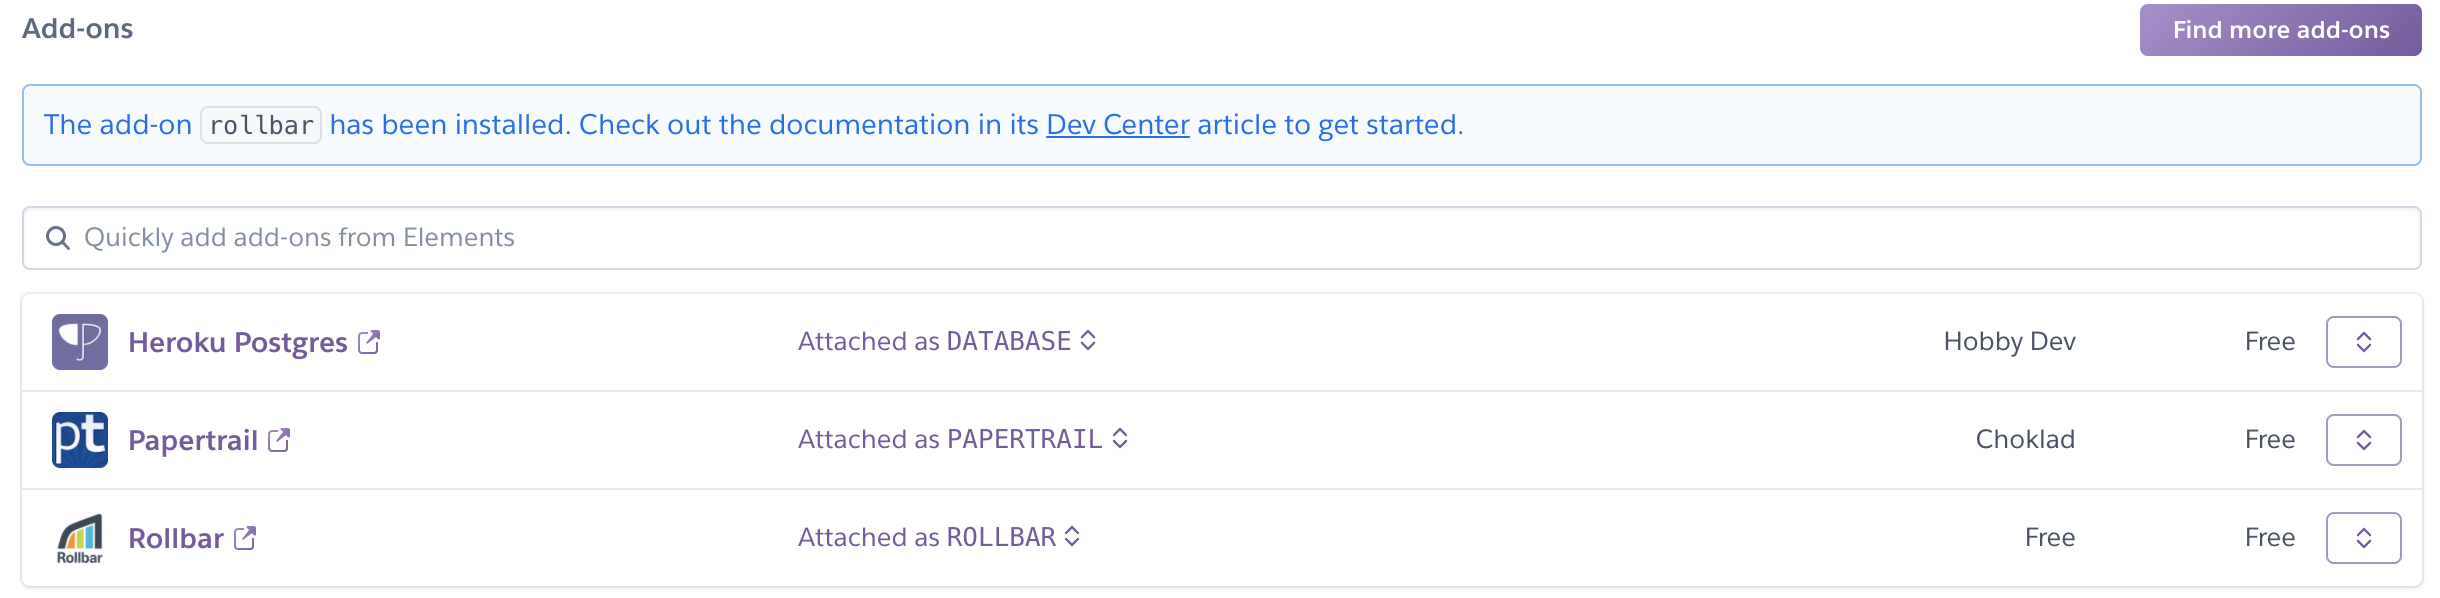 Add-ons
Find more add-ons
The add-on rollbar has been installed. Check out the documentation in its Dev Center article to get started.
Quickly add add-ons from Elements
Heroku Postgres Attached as DATABASE Hobby Dev Free
pt Papertrail Attached as PAPERTRAIL Choklad Free
Rollbar Rollbar Attached as ROLLBAR Free Free